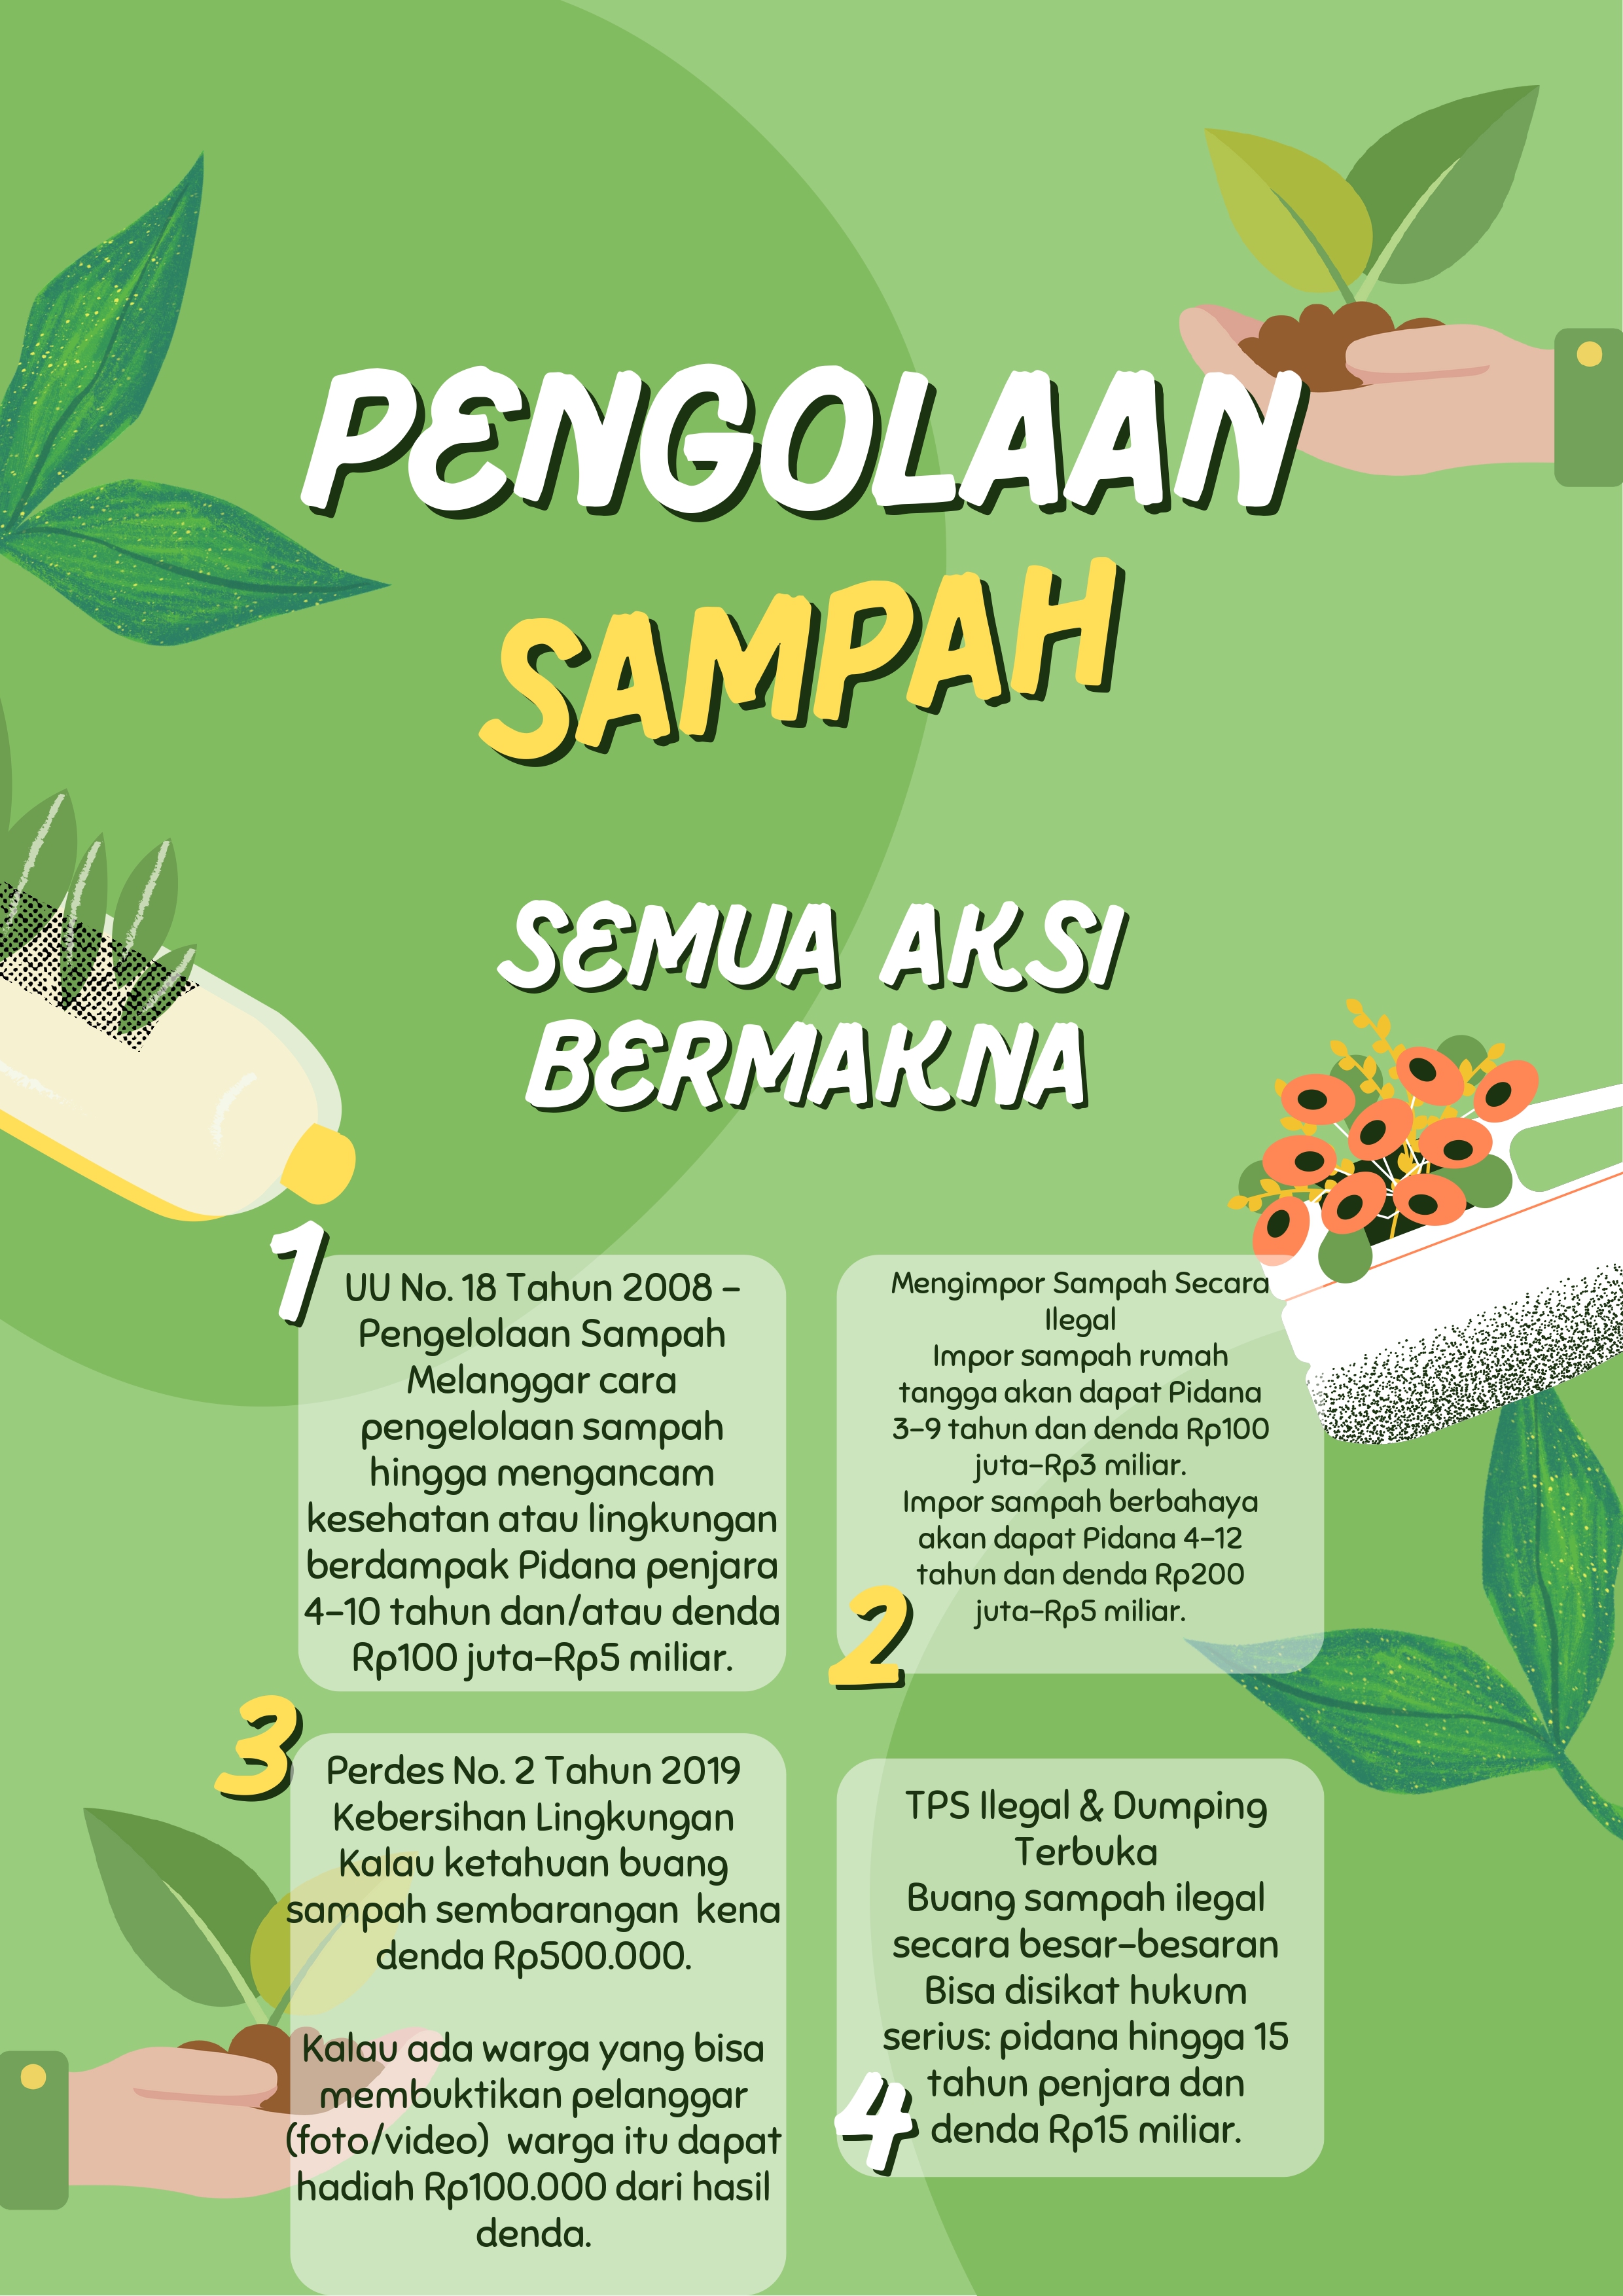 PENGOLAAN
SAMPAH
SEMUA AKSI
BERMAKNA
1
UU No. 18 Tahun 2008 –
Pengelolaan Sampah
Melanggar cara
pengelolaan sampah
hingga mengancam
kesehatan atau lingkungan
berdampak Pidana penjara
4–10 tahun dan/atau denda
Rp100 juta–Rp5 miliar.
Mengimpor Sampah Secara
Ilegal
Impor sampah rumah
tangga akan dapat Pidana
3–9 tahun dan denda Rp100
juta–Rp3 miliar.
Impor sampah berbahaya
akan dapat Pidana 4–12
tahun dan denda Rp200
juta–Rp5 miliar.
2
3
Perdes No. 2 Tahun 2019
Kebersihan Lingkungan
Kalau ketahuan buang
sampah sembarangan  kena
denda Rp500.000.
Kalau ada warga yang bisa
membuktikan pelanggar
(foto/video)  warga itu dapat
hadiah Rp100.000 dari hasil
denda.
TPS Ilegal & Dumping
Terbuka
Buang sampah ilegal
secara besar-besaran
Bisa disikat hukum
serius: pidana hingga 15
tahun penjara dan
denda Rp15 miliar.
4